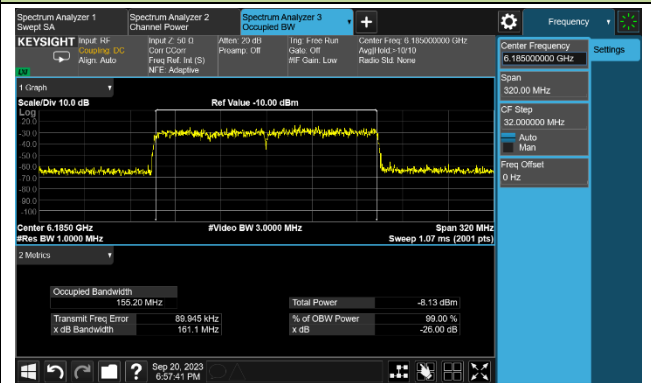 Spectrum Analyzer 1
Swept SA
Spectrum Analyzer 2
Channel Power
Spectrum Analyzer 3
Occupied BW
Frequency
KEYSIGHT
Input: RF
Coupling: DC
Align: Auto
Input Z: 50 Ω
Corr CCorr
Freq Ref: Int (S)
NFE: Adaptive
Atten: 20 dB
Preamp: Off
Trig: Free Run
Gate: Off
#IF Gain: Low
Center Freq: 6.185000000 GHz
Avg|Hold:>10/10
Radio Std: None
Center Frequency
6.185000000 GHz
Settings
Span
320.00 MHz
CF Step
32.000000 MHz
Auto
Man
Freq Offset
0 Hz
1 Graph
Scale/Div 10.0 dB
Ref Value -10.00 dBm
Log
-20.0
-30.0
-40.0
-50.0
-60.0
-70.0
-80.0
-90.0
-100
Center 6.1850 GHz
#Video BW 3.0000 MHz
Span 320 MHz
#Res BW 1.0000 MHz
Sweep 1.07 ms (2001 pts)
2 Metrics
Occupied Bandwidth
155.20 MHz
Total Power
-8.13 dBm
Transmit Freq Error
89.945 kHz
% of OBW Power
99.00 %
x dB Bandwidth
161.1 MHz
x dB
-26.00 dB
?
Sep 20, 2023
6:57:41 PM